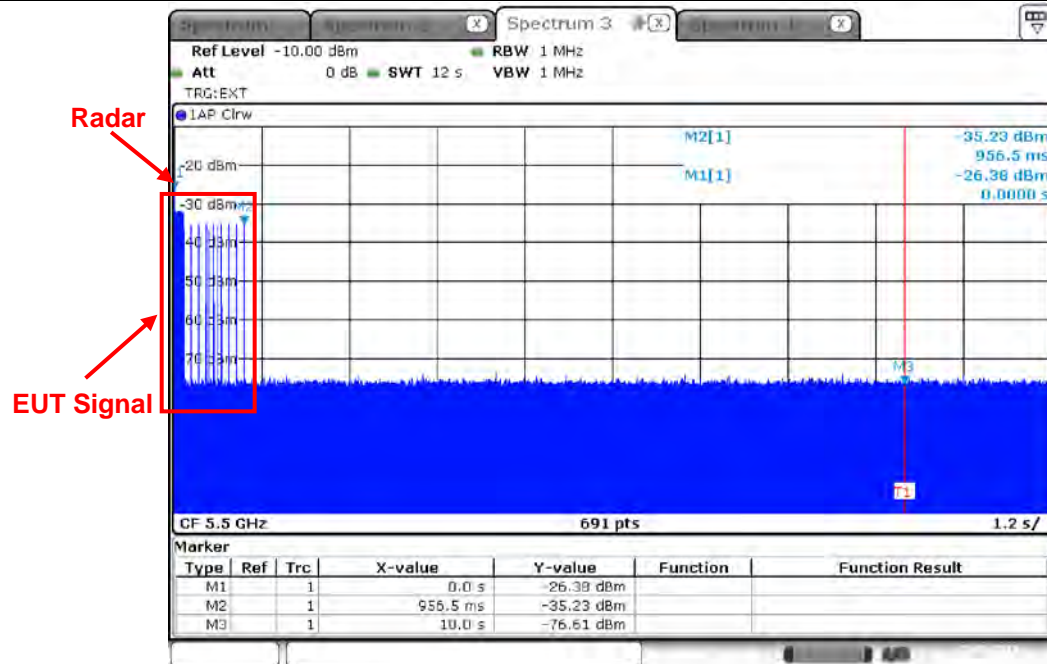 Spectrum 3
Ref Level -10.00 dBm RBW 1 MHz
Att 0 dB SWT 12 s VBW 1 MHz
TRG:EXT
1AP Clrw
Radar
M2[1] -35.23 dBm
956.5 ms
-20 dBm
M1[1] -26.38 dBm
0.0000 s
-30 dBm
M2
40 dBm
50 dBm
60 dBm
70 dBm
M3
EUT Signal
T1
CF 5.5 GHz 691 pts 1.2 s/
Marker
Type Ref Trc X-value Y-value Function Function Result
M1 1 0.0 s -26.38 dBm
M2 1 956.5 ms -35.23 dBm
M3 1 10.0 s -76.61 dBm